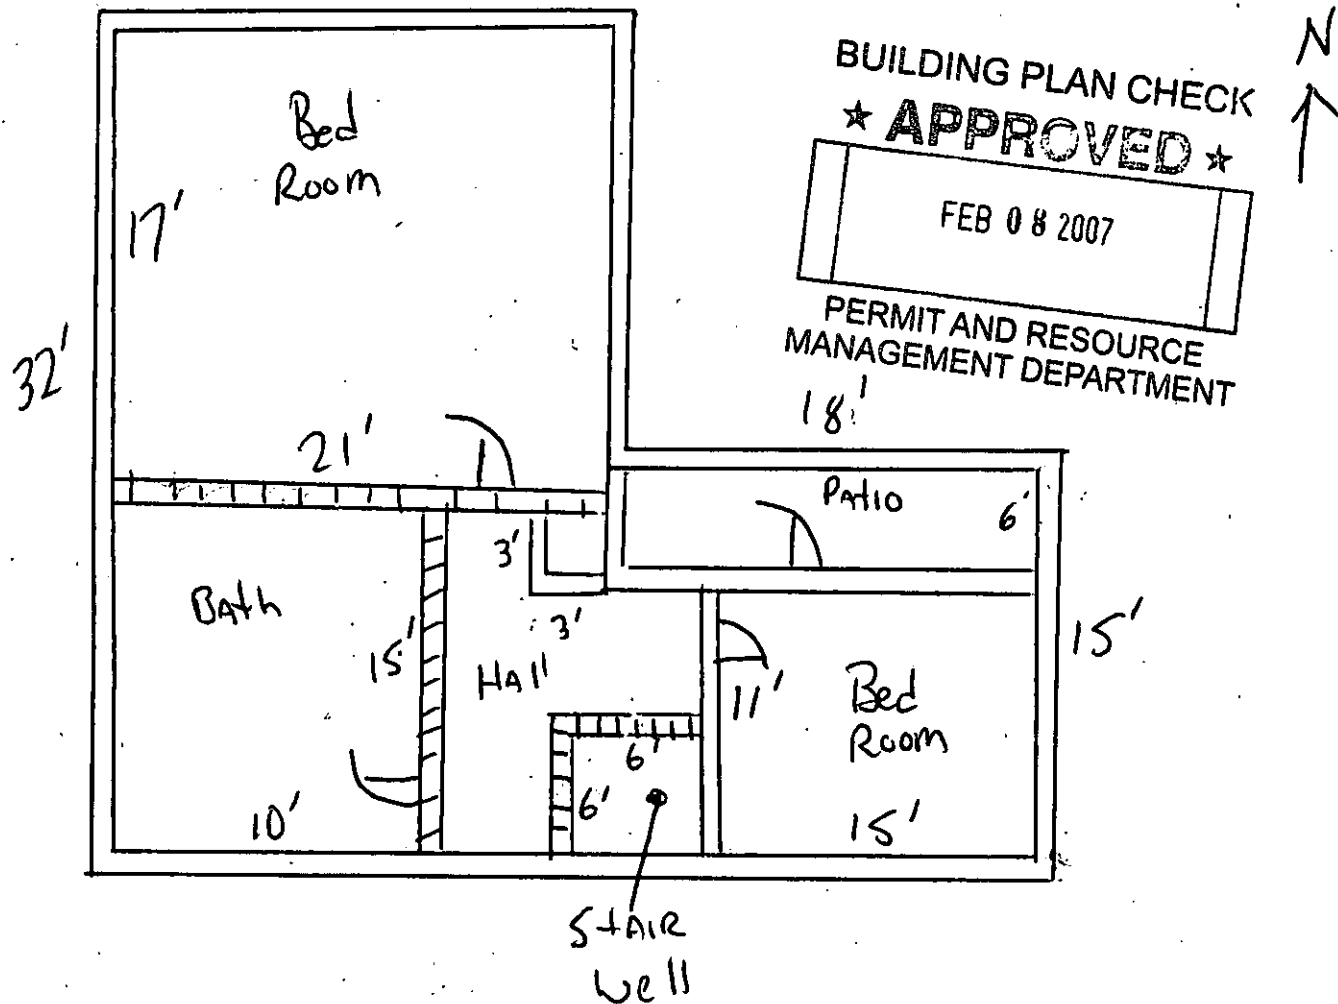 N
BUILDING PLAN CHECK
★ APPROVED ★
FEB 08 2007
PERMIT AND RESOURCE
MANAGEMENT DEPARTMENT
Bed
Room
17'
32'
21'
18'
Patio
6'
3'
3'
Bath
15'
Hall
11'
Bed
Room
15'
15'
6'
6'
10'
Stair
Well